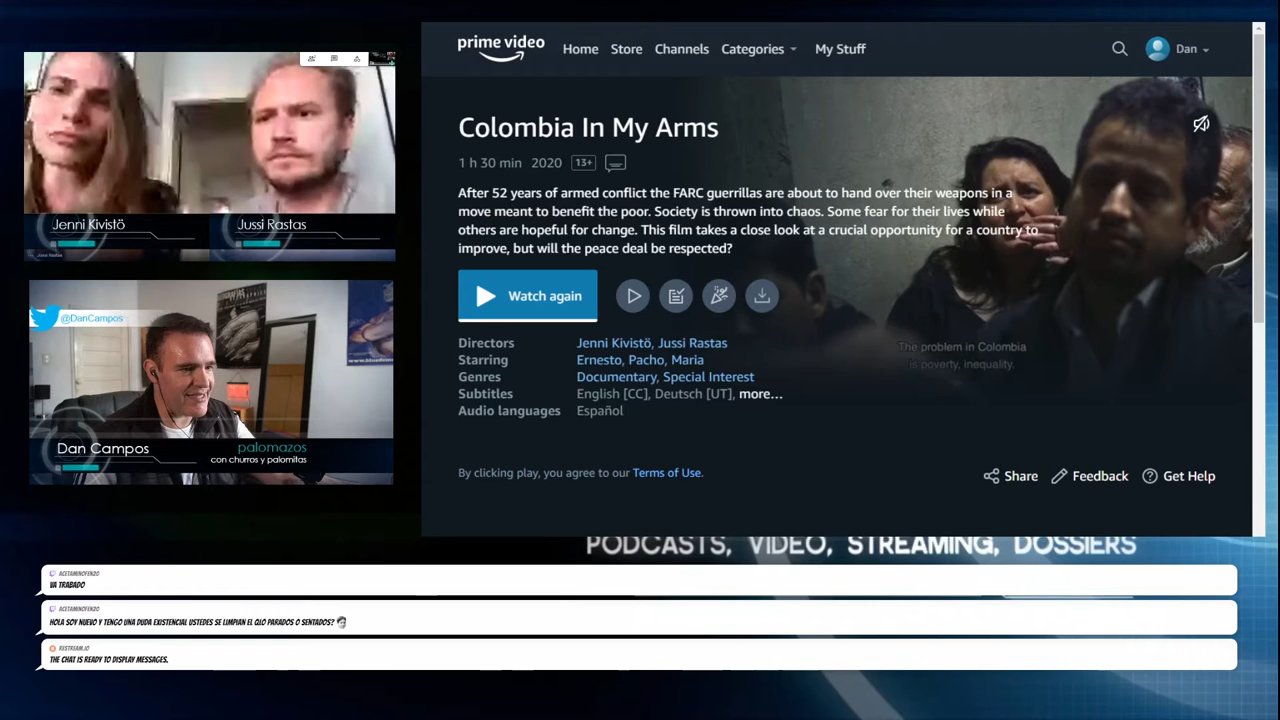 Jenni Kivistö
Jussi Rastas
Jussi Rastas
@DanCampos
Dan Campos
palomazos
con churros y palomitas
prime video
Home
Store
Channels
Categories
My Stuff
Dan
Colombia In My Arms
1 h 30 min 2020 13+
After 52 years of armed conflict the FARC guerrillas are about to hand over their weapons in a
move meant to benefit the poor. Society is thrown into chaos. Some fear for their lives while
others are hopeful for change. This film takes a close look at a crucial opportunity for a country to
improve, but will the peace deal be respected?
Watch again
Directors Jenni Kivistö, Jussi Rastas
Starring Ernesto, Pacho, Maria
Genres Documentary, Special Interest
Subtitles English [CC], Deutsch [UT], more...
Audio languages Español
The problem in Colombia
is poverty, inequality.
By clicking play, you agree to our Terms of Use.
Share
Feedback
Get Help
PODCASTS, VIDEO, STREAMING, DOSSIERS
ACETAMINOFEN20
VA TRABADO
ACETAMINOFEN20
HOLA SOY NUEVO Y TENGO UNA DUDA EXISTENCIAL USTEDES SE LIMPIAN EL QLO PARADOS O SENTADOS?
RESTREAM.IO
THE CHAT IS READY TO DISPLAY MESSAGES.